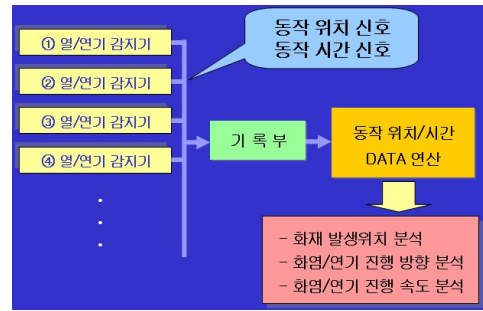 동작 위치 신호
동작 시간 신호
① 열/연기 감지기
② 열/연기 감지기
③ 열/연기 감지기
④ 열/연기 감지기
기 록 부
동작 위치/시간
DATA 연산
- 화재 발생위치 분석
- 화염/연기 진행 방향 분석
- 화염/연기 진행 속도 분석